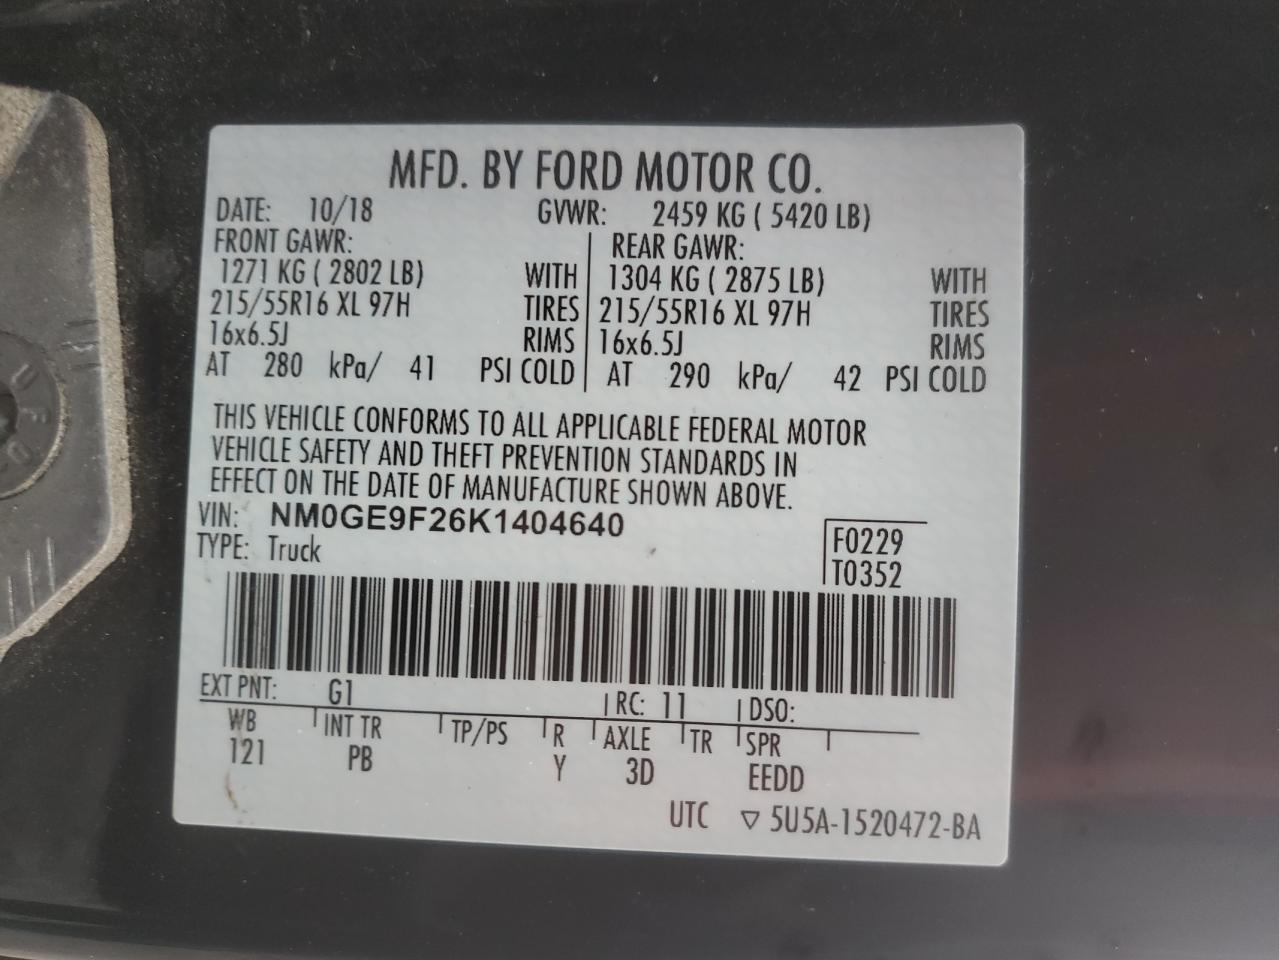 MFD. BY FORD MOTOR CO.
DATE: 10/18 GVWR: 2459 KG ( 5420 LB)
FRONT GAWR: REAR GAWR:
1271 KG ( 2802 LB) WITH 1304 KG ( 2875 LB) WITH
215/55R16 XL 97H TIRES 215/55R16 XL 97H TIRES
16x6.5J RIMS 16x6.5J RIMS
AT 280 kPa/ 41 PSI COLD AT 290 kPa/ 42 PSI COLD
THIS VEHICLE CONFORMS TO ALL APPLICABLE FEDERAL MOTOR
VEHICLE SAFETY AND THEFT PREVENTION STANDARDS IN
EFFECT ON THE DATE OF MANUFACTURE SHOWN ABOVE.
VIN: NM0GE9F26K1404640
TYPE: Truck
F0229
T0352
EXT PNT: G1 RC: 11 DSO:
WB INT TR TP/PS R AXLE TR SPR
121 PB Y 3D EEDD
UTC ▽ 5U5A-1520472-BA